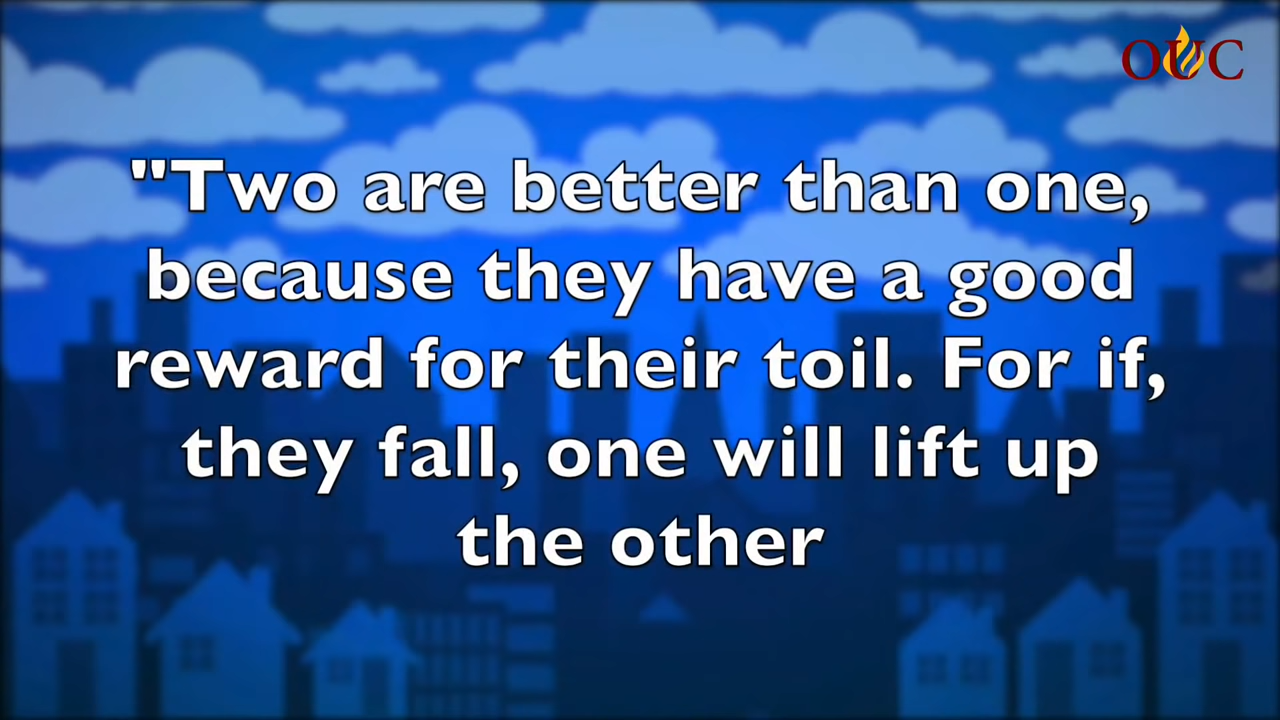 OUC
"Two are better than one,
because they have a good
reward for their toil. For if,
they fall, one will lift up
the other